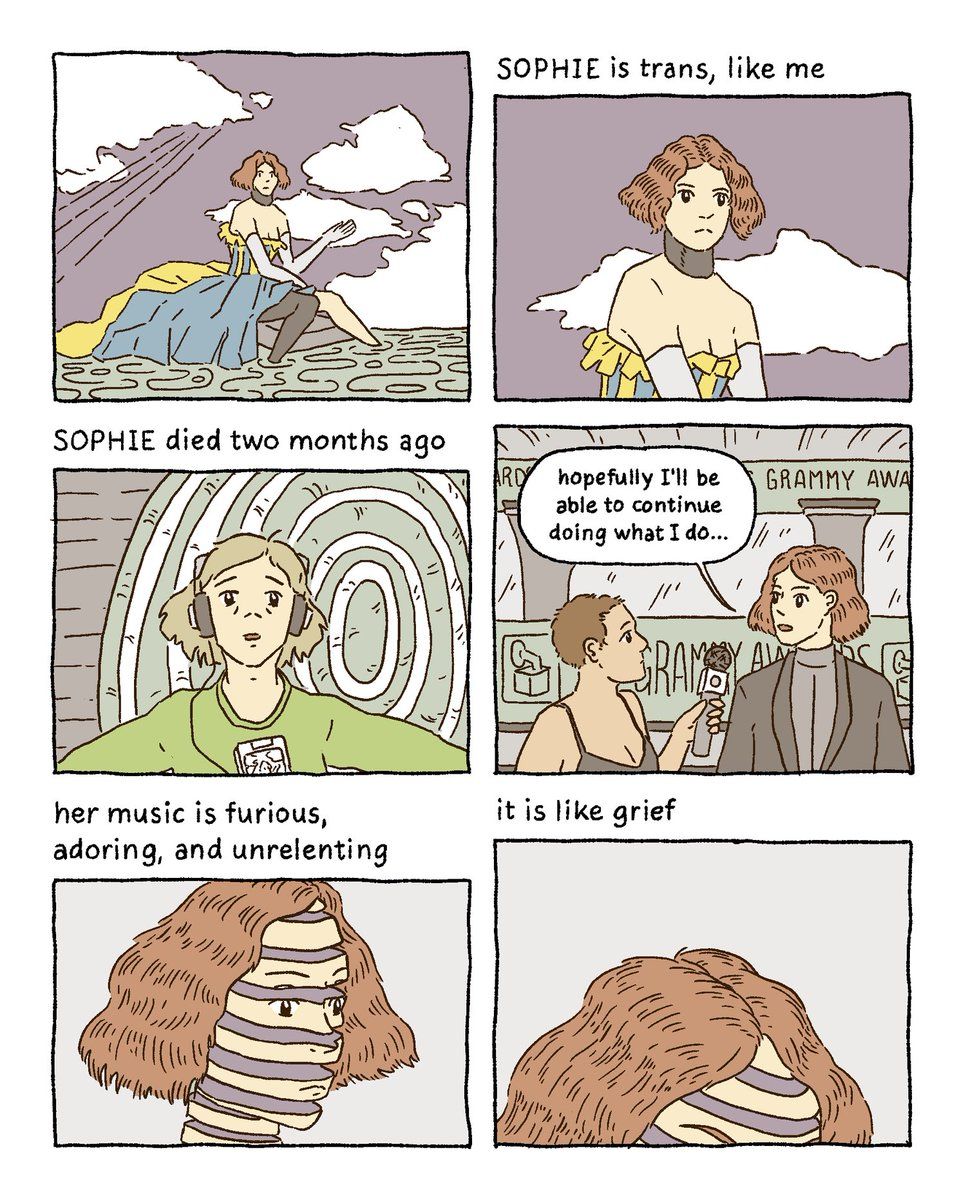 SOPHIE is trans, like me
SOPHIE died two months ago
ARD
GRAMMY AWA
hopefully I'll be
able to continue
doing what I do...
GRAMMY AWARDS
her music is furious,
adoring, and unrelenting
it is like grief